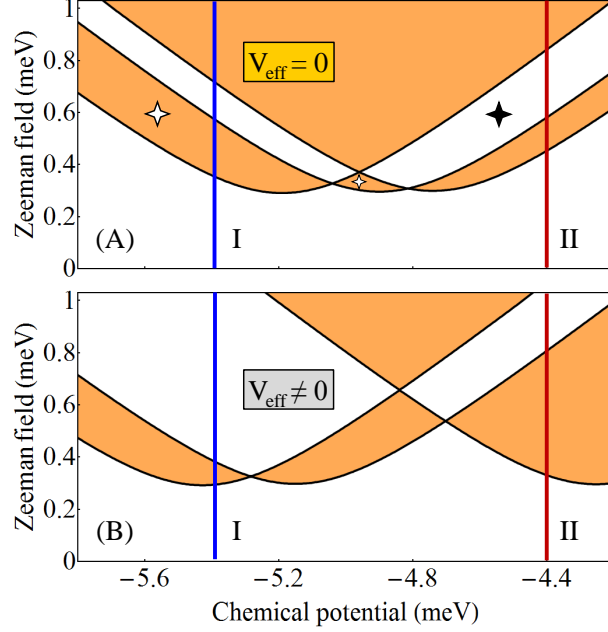 1
0.8
0.6
0.4
0.2
0
Zeeman field (meV)
V_eff = 0
(A)
I
II
1
0.8
0.6
0.4
0.2
0
Zeeman field (meV)
V_eff ≠ 0
(B)
I
II
−5.6
−5.2
−4.8
−4.4
Chemical potential (meV)